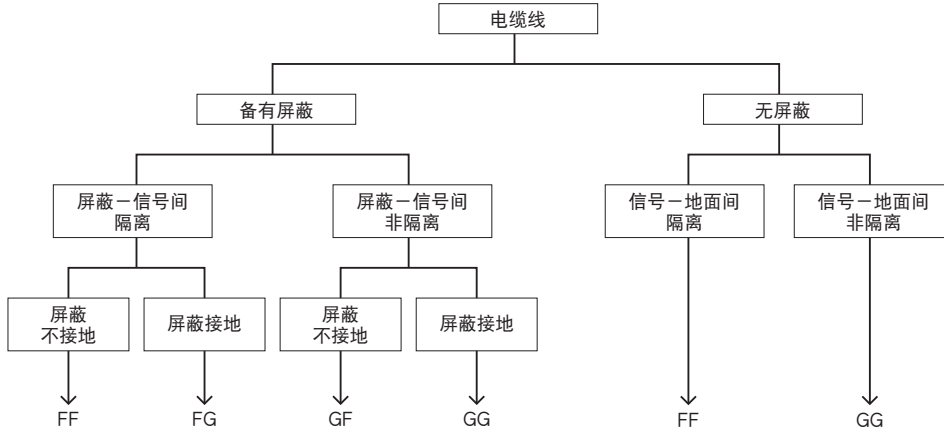 电缆线
备有屏蔽
无屏蔽
屏蔽－信号间
隔离
屏蔽－信号间
非隔离
信号－地面间
隔离
信号－地面间
非隔离
屏蔽
不接地
屏蔽接地
屏蔽
不接地
屏蔽接地
FF
FG
GF
GG
FF
GG